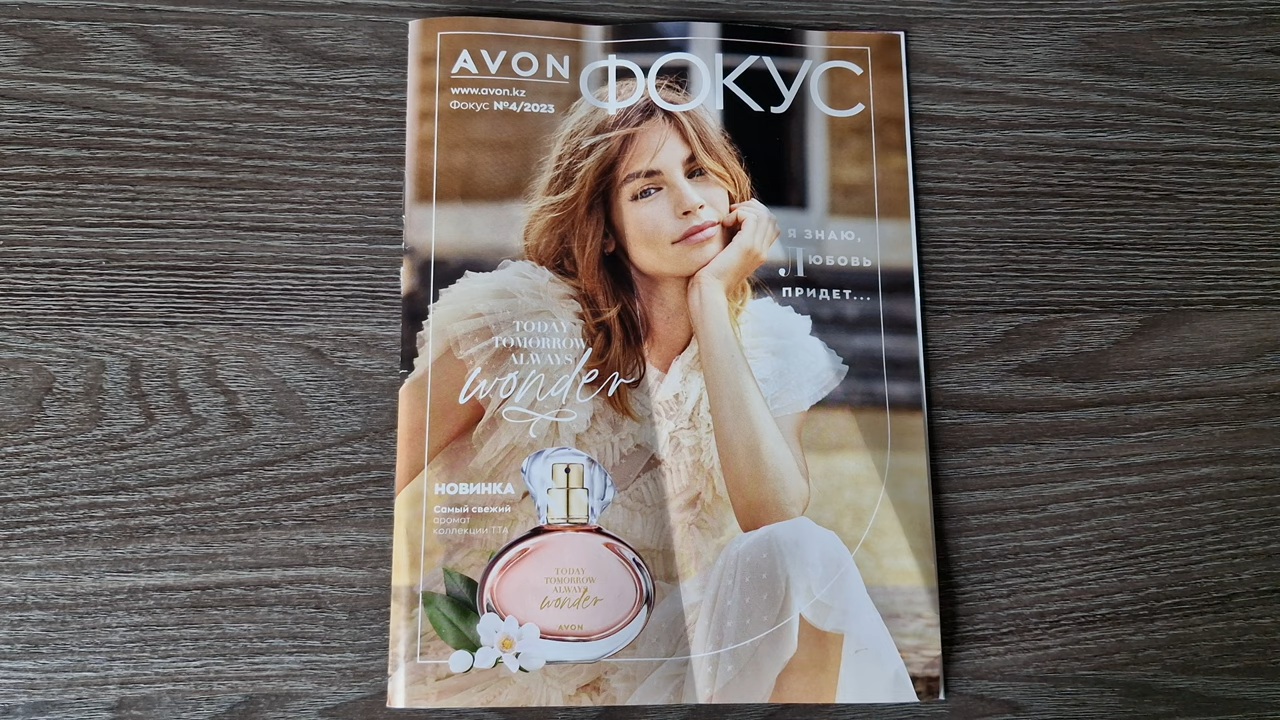 AVON ФОКУС
www.avon.kz
Фокус №4/2023
Я ЗНАЮ,
ЛЮБОВЬ
ПРИДЕТ...
TODAY
TOMORROW
ALWAYS
wonder
НОВИНКА
Самый свежий
аромат
коллекции TTA
TODAY
TOMORROW
ALWAYS
wonder
AVON